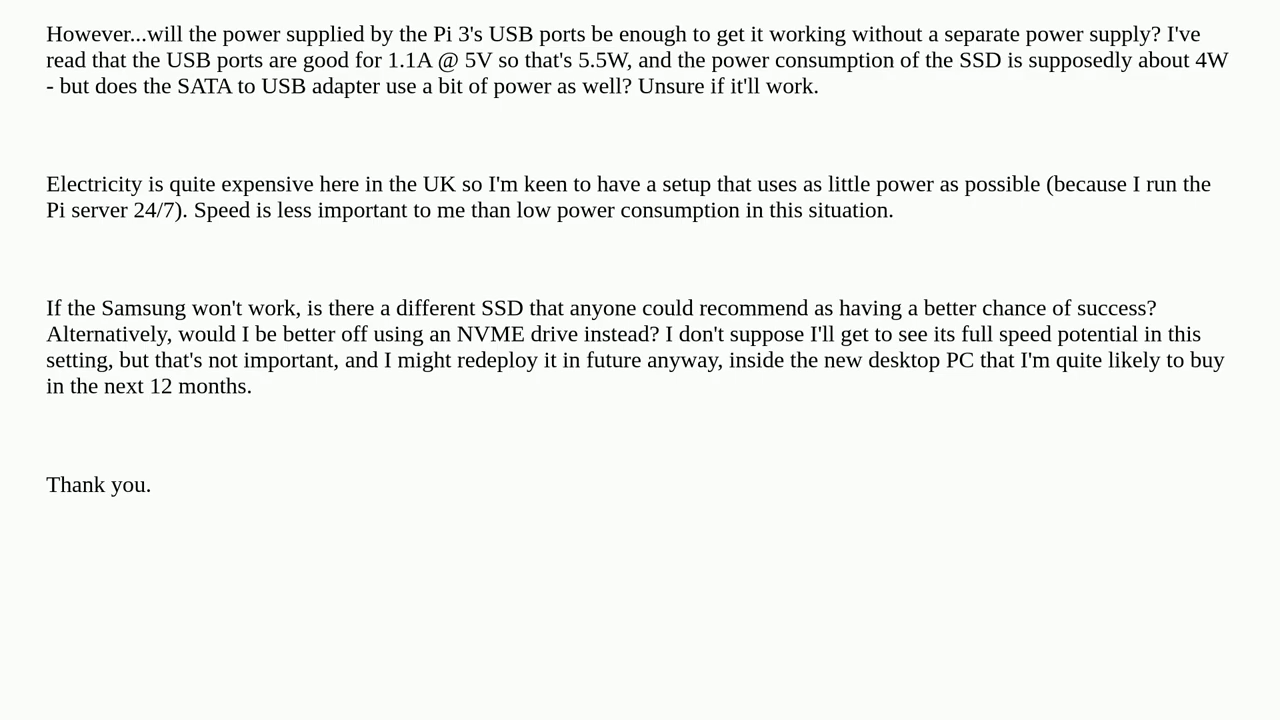 However...will the power supplied by the Pi 3's USB ports be enough to get it working without a separate power supply? I've
read that the USB ports are good for 1.1A @ 5V so that's 5.5W, and the power consumption of the SSD is supposedly about 4W
- but does the SATA to USB adapter use a bit of power as well? Unsure if it'll work.
Electricity is quite expensive here in the UK so I'm keen to have a setup that uses as little power as possible (because I run the
Pi server 24/7). Speed is less important to me than low power consumption in this situation.
If the Samsung won't work, is there a different SSD that anyone could recommend as having a better chance of success?
Alternatively, would I be better off using an NVME drive instead? I don't suppose I'll get to see its full speed potential in this
setting, but that's not important, and I might redeploy it in future anyway, inside the new desktop PC that I'm quite likely to buy
in the next 12 months.
Thank you.